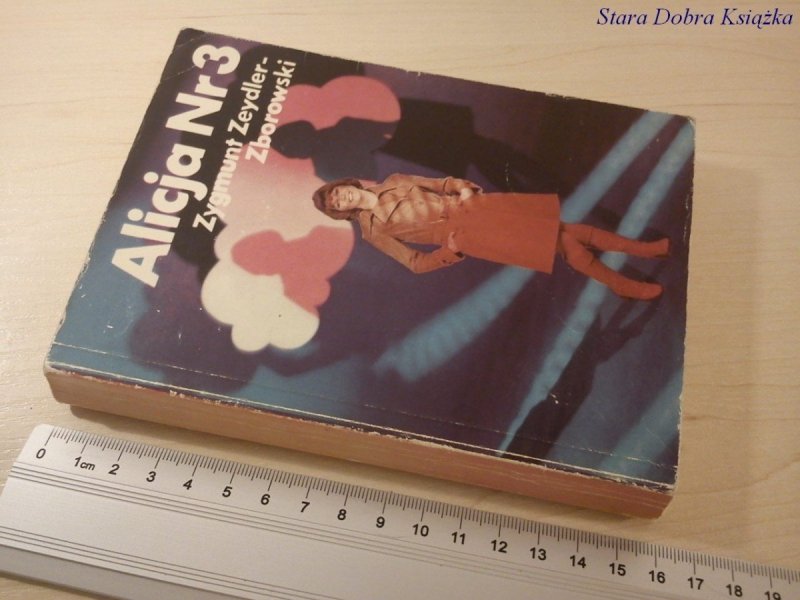 Stara Dobra Książka
Alicja Nr 3
Zygmunt Zeydler-
Zborowski
0 1cm 2 3 4 5 6 7 8 9 10 11 12 13 14 15 16 17 18 19